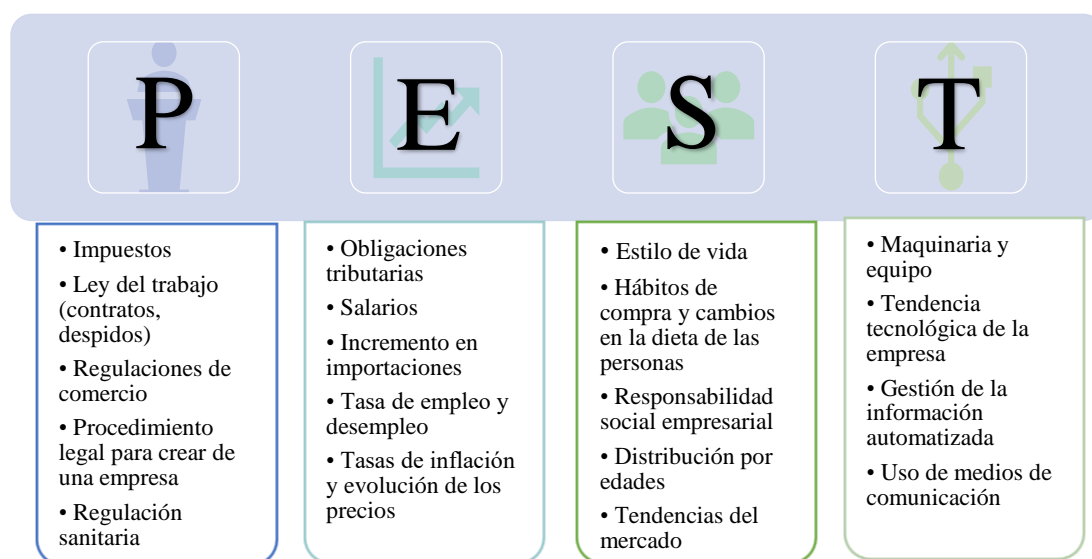 P
E
S
T
• Impuestos
• Ley del trabajo
(contratos,
despidos)
• Regulaciones de
comercio
• Procedimiento
legal para crear de
una empresa
• Regulación
sanitaria
• Obligaciones
tributarias
• Salarios
• Incremento en
importaciones
• Tasa de empleo y
desempleo
• Tasas de inflación
y evolución de los
precios
• Estilo de vida
• Hábitos de
compra y cambios
en la dieta de las
personas
• Responsabilidad
social empresarial
• Distribución por
edades
• Tendencias del
mercado
• Maquinaria y
equipo
• Tendencia
tecnológica de la
empresa
• Gestión de la
información
automatizada
• Uso de medios de
comunicación